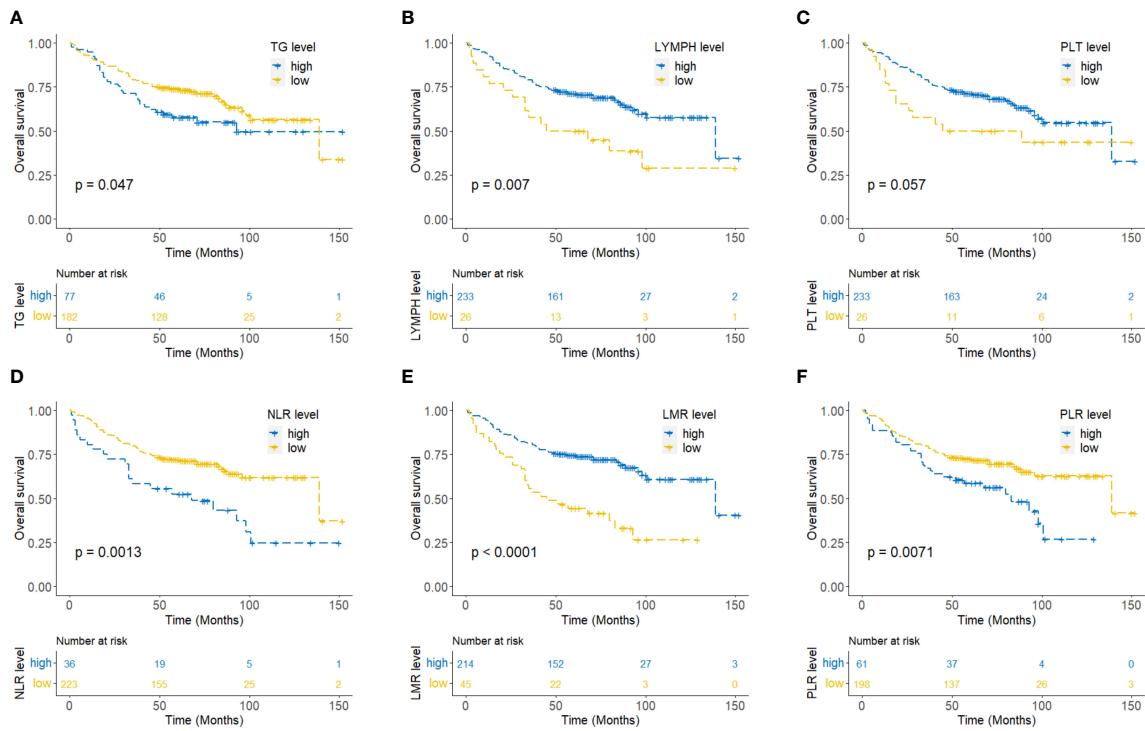 A
TG level
high
low
1.00
0.75
0.50
0.25
0.00
Overall survival
p = 0.047
0 50 100 150
Time (Months)
Number at risk
TG level
high 77 46 5 1
low 182 128 25 2
0 50 100 150
Time (Months)
B
LYMPH level
high
low
1.00
0.75
0.50
0.25
0.00
Overall survival
p = 0.007
0 50 100 150
Time (Months)
Number at risk
LYMPH level
high 233 161 27 2
low 26 13 3 1
0 50 100 150
Time (Months)
C
PLT level
high
low
1.00
0.75
0.50
0.25
0.00
Overall survival
p = 0.057
0 50 100 150
Time (Months)
Number at risk
PLT level
high 233 163 24 2
low 26 11 6 1
0 50 100 150
Time (Months)
D
NLR level
high
low
1.00
0.75
0.50
0.25
0.00
Overall survival
p = 0.0013
0 50 100 150
Time (Months)
Number at risk
NLR level
high 36 19 5 1
low 223 155 25 2
0 50 100 150
Time (Months)
E
LMR level
high
low
1.00
0.75
0.50
0.25
0.00
Overall survival
p < 0.0001
0 50 100 150
Time (Months)
Number at risk
LMR level
high 214 152 27 3
low 45 22 3 0
0 50 100 150
Time (Months)
F
PLR level
high
low
1.00
0.75
0.50
0.25
0.00
Overall survival
p = 0.0071
0 50 100 150
Time (Months)
Number at risk
PLR level
high 61 37 4 0
low 198 137 26 3
0 50 100 150
Time (Months)